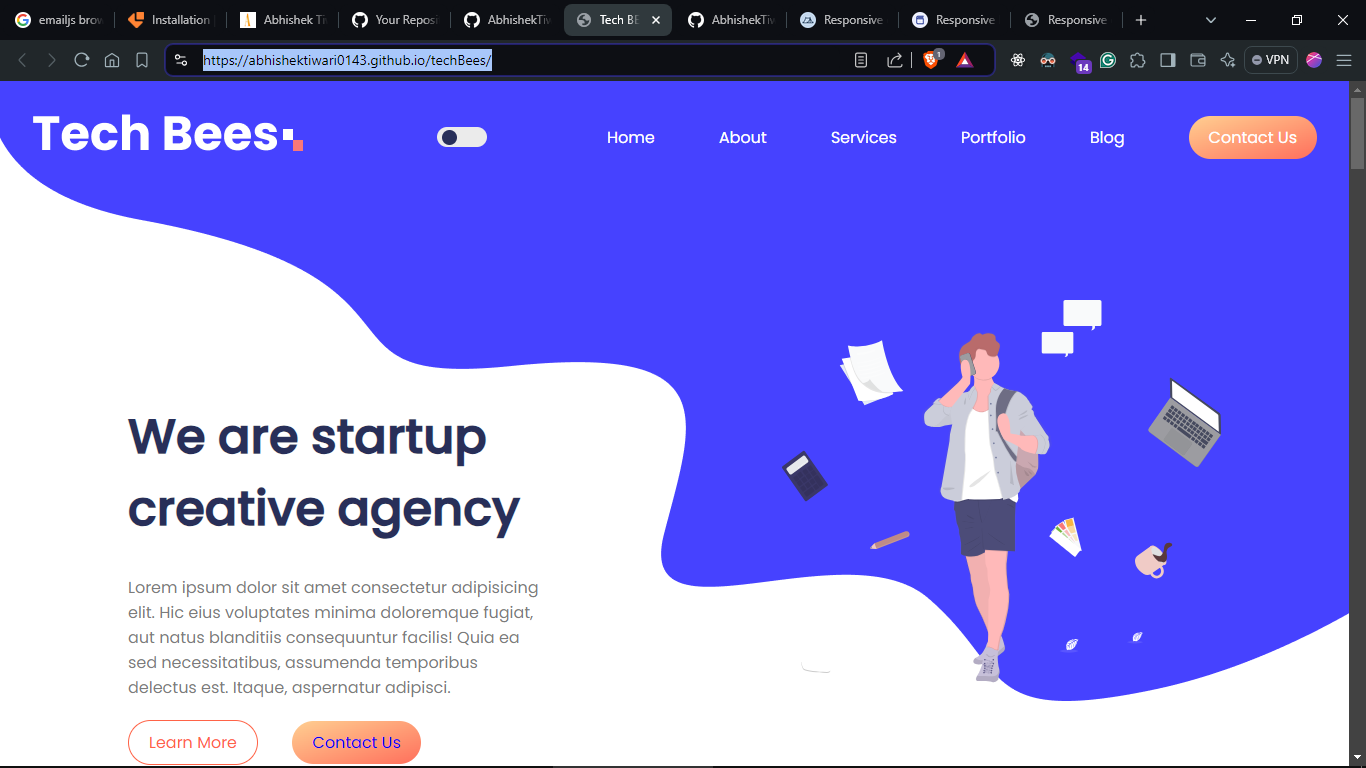 emailjs brow
Installation
Abhishek Tiv
Your Reposi
AbhishekTiv
Tech BE
AbhishekTiv
Responsive
Responsive
Responsive
https://abhishektiwari0143.github.io/techBees/
1
14
VPN
Tech Bees
Home
About
Services
Portfolio
Blog
Contact Us
We are startup
creative agency
Lorem ipsum dolor sit amet consectetur adipisicing
elit. Hic eius voluptates minima doloremque fugiat,
aut natus blanditiis consequuntur facilis! Quia ea
sed necessitatibus, assumenda temporibus
delectus est. Itaque, aspernatur adipisci.
Learn More
Contact Us